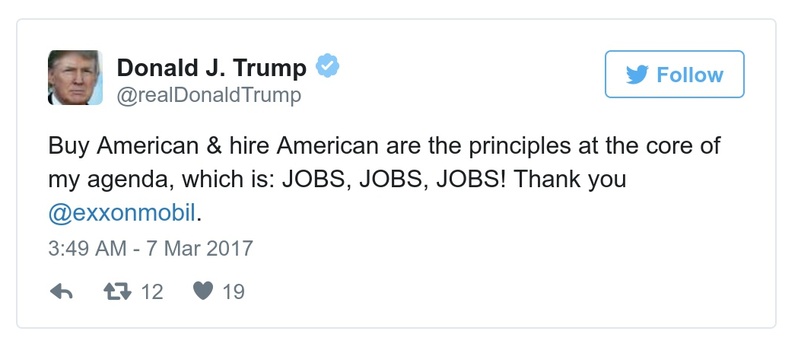 Donald J. Trump
@realDonaldTrump
Follow
Buy American & hire American are the principles at the core of
my agenda, which is: JOBS, JOBS, JOBS! Thank you
@exxonmobil.
3:49 AM - 7 Mar 2017
12 19